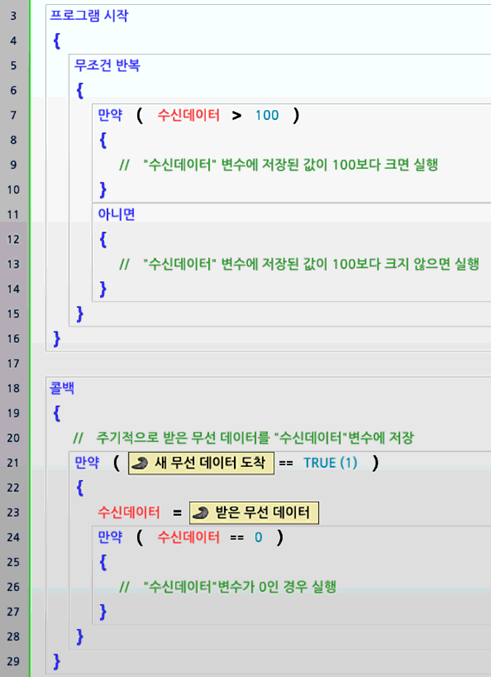 3 프로그램 시작
4 {
5 무조건 반복
6 {
7 만약 ( 수신데이터 > 100 )
8 {
9 // "수신데이터" 변수에 저장된 값이 100보다 크면 실행
10 }
11 아니면
12 {
13 // "수신데이터" 변수에 저장된 값이 100보다 크지 않으면 실행
14 }
15 }
16 }
17
18 콜백
19 {
20 // 주기적으로 받은 무선 데이터를 "수신데이터"변수에 저장
21 만약 ( 새 무선 데이터 도착 == TRUE (1) )
22 {
23 수신데이터 = 받은 무선 데이터
24 만약 ( 수신데이터 == 0 )
25 {
26 // "수신데이터"변수가 0인 경우 실행
27 }
28 }
29 }